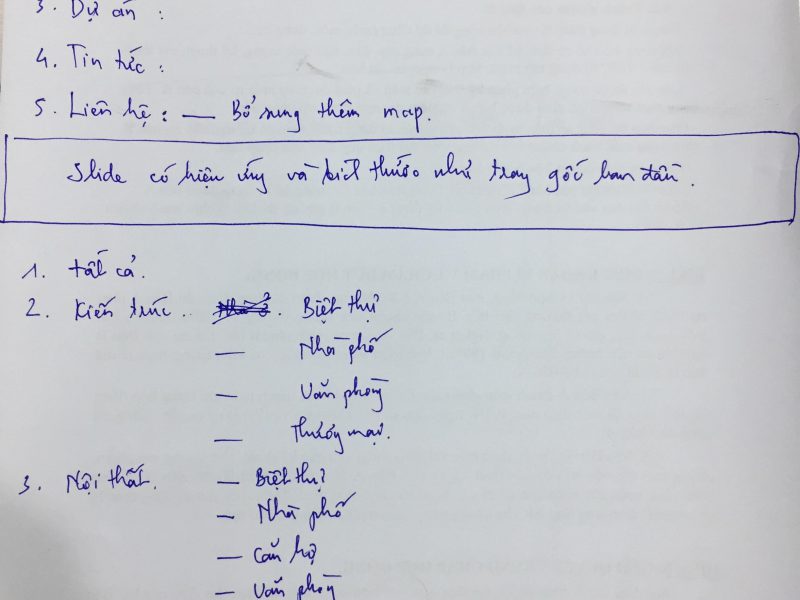 3. Dự án :
4. Tin tức :
5. Liên hệ : — Bổ sung thêm map.
Slide có hiệu ứng và kích thước như trang gốc ban đầu.
1. tất cả.
2. Kiến trúc. . Biệt thự
— Nhà phố
— Văn phòng
— Thương mại.
3. Nội thất. — Biệt thự
— Nhà phố
— Căn hộ
— Văn phòng